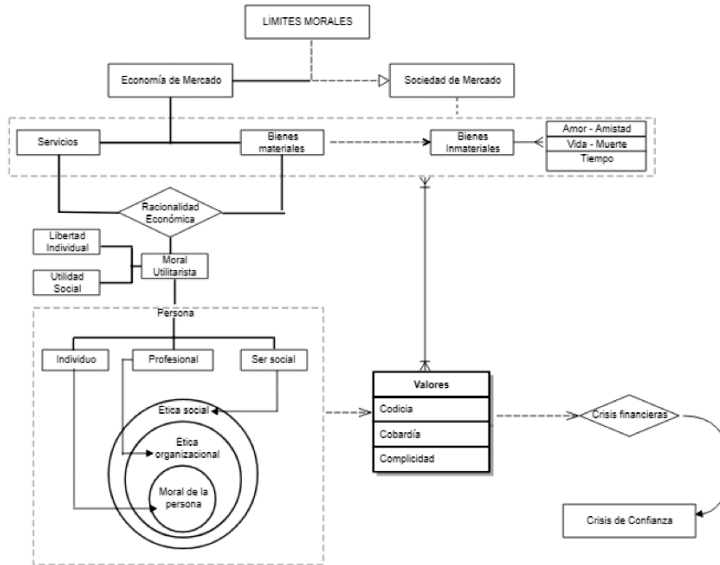 LÍMITES MORALES
Economía de Mercado
Sociedad de Mercado
Servicios
Bienes
materiales
Bienes
Inmateriales
Amor - Amistad
Vida - Muerte
Tiempo
Racionalidad
Económica
Libertad
Individual
Utilidad
Social
Moral
Utilitarista
Persona
Individuo
Profesional
Ser social
Etica social
Ética
organizacional
Moral de la
persona
Valores
Codicia
Cobardía
Complicidad
Crisis financieras
Crisis de Confianza